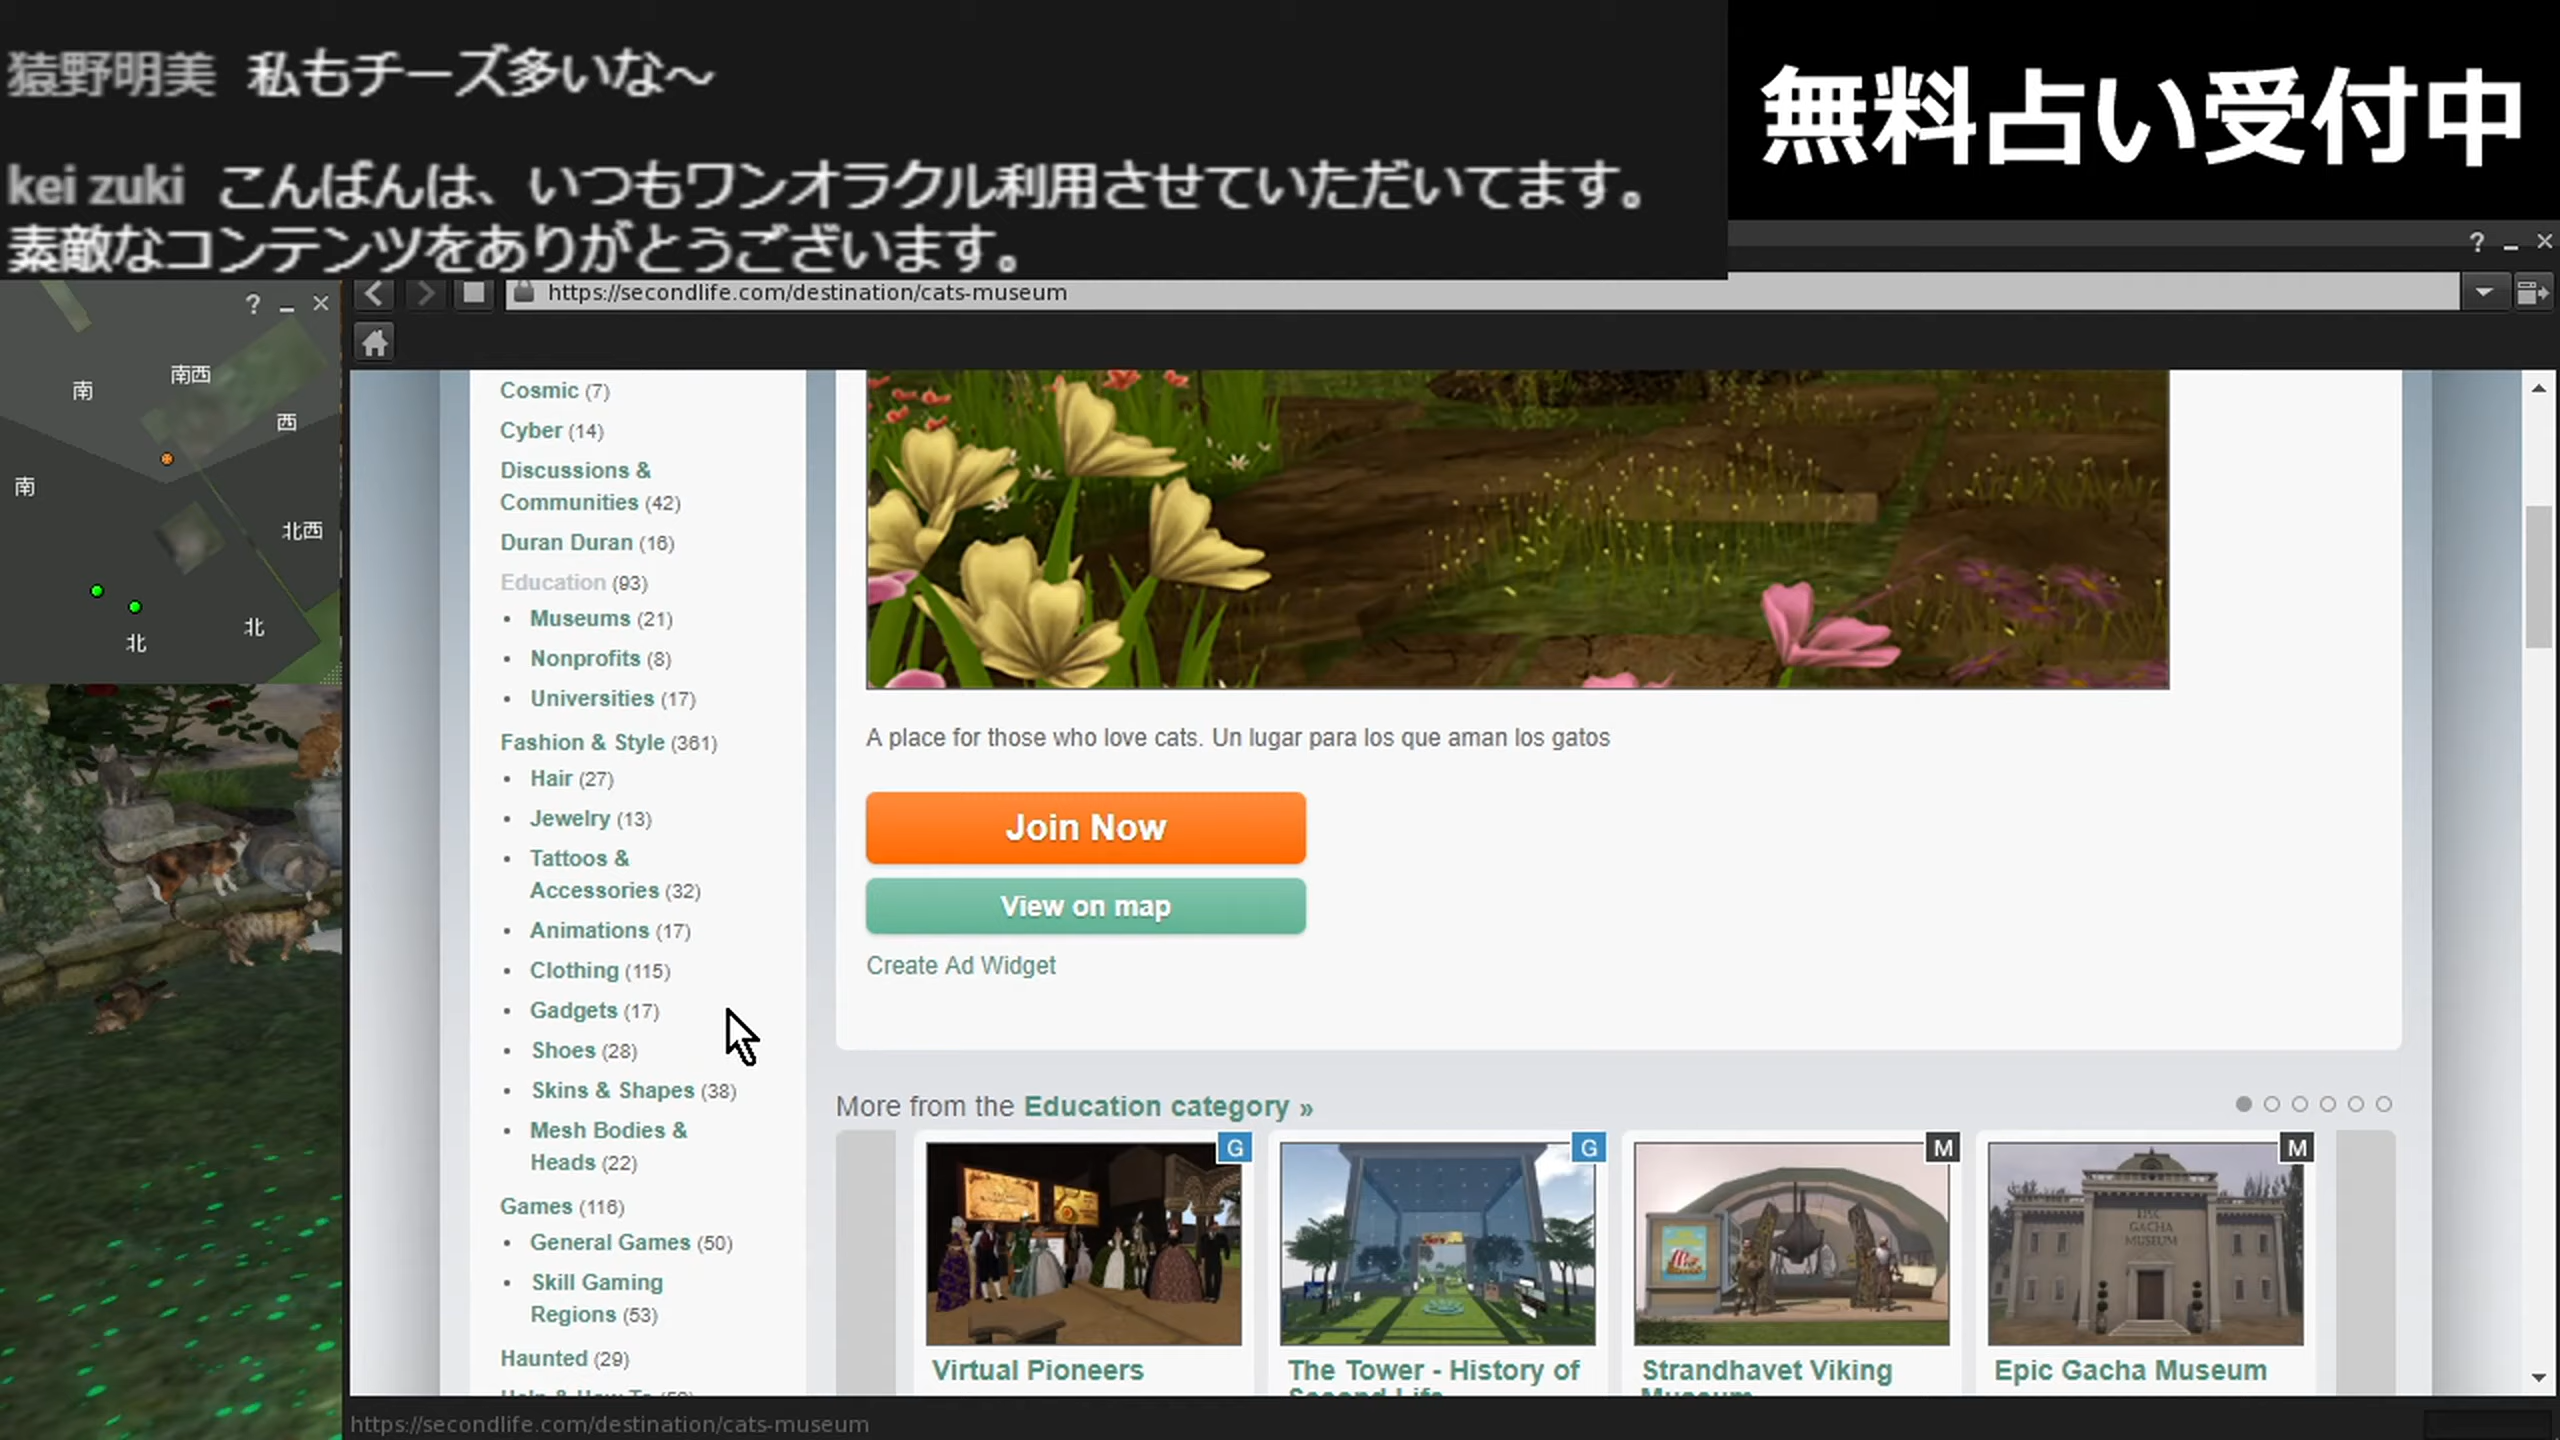 猿野明美 私もチーズ多いな～
kei zuki こんばんは、いつもワンオラクル利用させていただいてます。
素敵なコンテンツをありがとうございます。
無料占い受付中
https://secondlife.com/destination/cats-museum
南
南西
西
南
北西
北
北
Cosmic (7)
Cyber (14)
Discussions &
Communities (42)
Duran Duran (16)
Education (93)
• Museums (21)
• Nonprofits (8)
• Universities (17)
Fashion & Style (361)
• Hair (27)
• Jewelry (13)
• Tattoos &
Accessories (32)
• Animations (17)
• Clothing (115)
• Gadgets (17)
• Shoes (28)
• Skins & Shapes (38)
• Mesh Bodies &
Heads (22)
Games (116)
• General Games (50)
• Skill Gaming
Regions (53)
Haunted (29)
A place for those who love cats. Un lugar para los que aman los gatos
Join Now
View on map
Create Ad Widget
More from the Education category »
G
G
M
M
EPIC
GACHA
MUSEUM
Virtual Pioneers
The Tower - History of
Second Life
Strandhavet Viking
Museum
Epic Gacha Museum
https://secondlife.com/destination/cats-museum